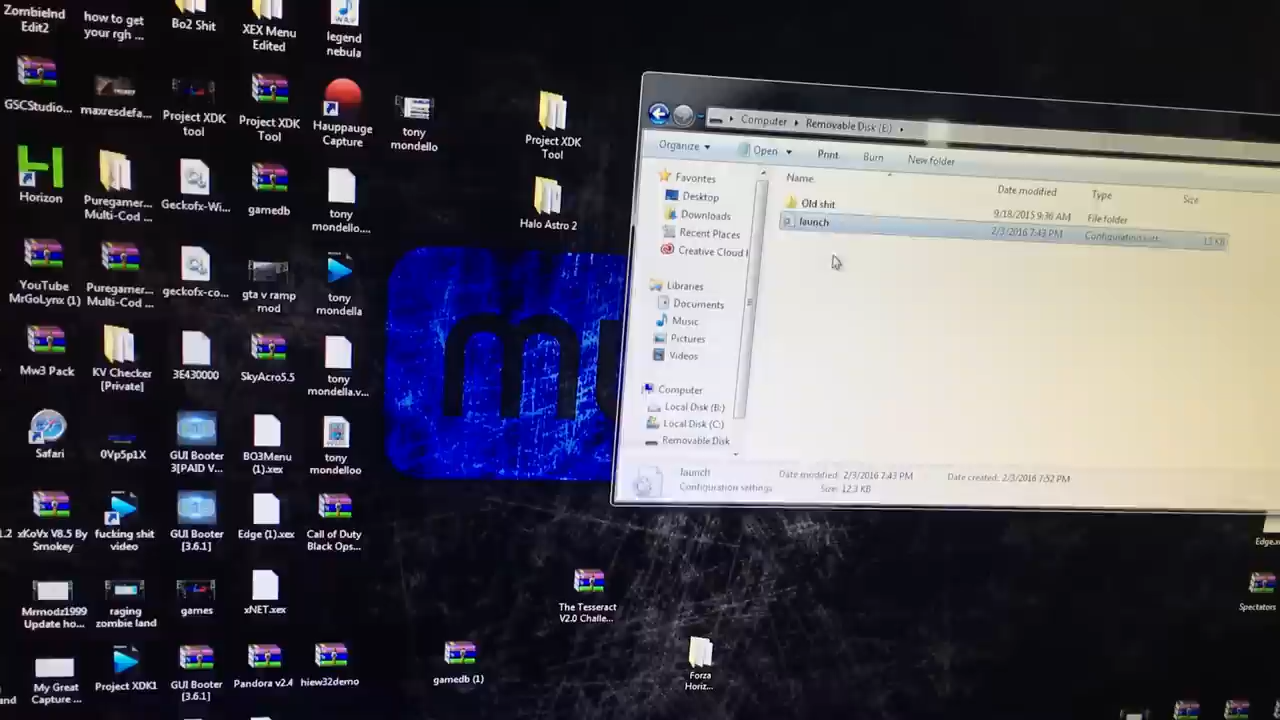 ZombieInd
Edit2
how to get
your rgh ...
Bo2 Shit
XEX Menu
Edited
legend
nebula
GSCStudio...
maxresdefa...
Project XDK
tool
Project XDK
Tool
Hauppauge
Capture
tony
mondello
Project XDK
Tool
Horizon
Puregamer...
Multi-Cod ...
Geckofx-Wi...
gamedb
tony
mondello....
Halo Astro 2
YouTube
MrGoLynx (1)
Puregamer...
Multi-Cod ...
geckofx-co...
gta v ramp
mod
tony
mondella
Mw3 Pack
KV Checker
[Private]
3E430000
SkyAcro5.5
tony
mondella.v...
Safari
0Vp5p1X
GUI Booter
3[PAID V...
BO3Menu
(1).xex
tony
mondelloo
1.2
xKoVx V8.5 By
Smokey
fucking shit
video
GUI Booter
[3.6.1]
Edge (1).xex
Call of Duty
Black Ops...
Mrmodz1999
Update ho...
raging
zombie land
games
xNET.xex
The Tesseract
V2.0 Challe...
My Great
Capture ...
Project XDK1
GUI Booter
[3.6.1]
Pandora v2.4
hiew32demo
gamedb (1)
Forza
Horiz...
Spectators
Computer
Removable Disk (E:)
Organize
Open
Print
Burn
New folder
Favorites
Desktop
Downloads
Recent Places
Creative Cloud
Libraries
Documents
Music
Pictures
Videos
Computer
Local Disk (B:)
Local Disk (C:)
Removable Disk
Name
Date modified
Type
Size
Old shit
9/18/2015 9:36 AM
File folder
launch
2/3/2016 7:43 PM
Configuration sett...
13 KB
launch
Date modified: 2/3/2016 7:43 PM
Date created: 2/3/2016 7:52 PM
Configuration settings
Size: 12.3 KB